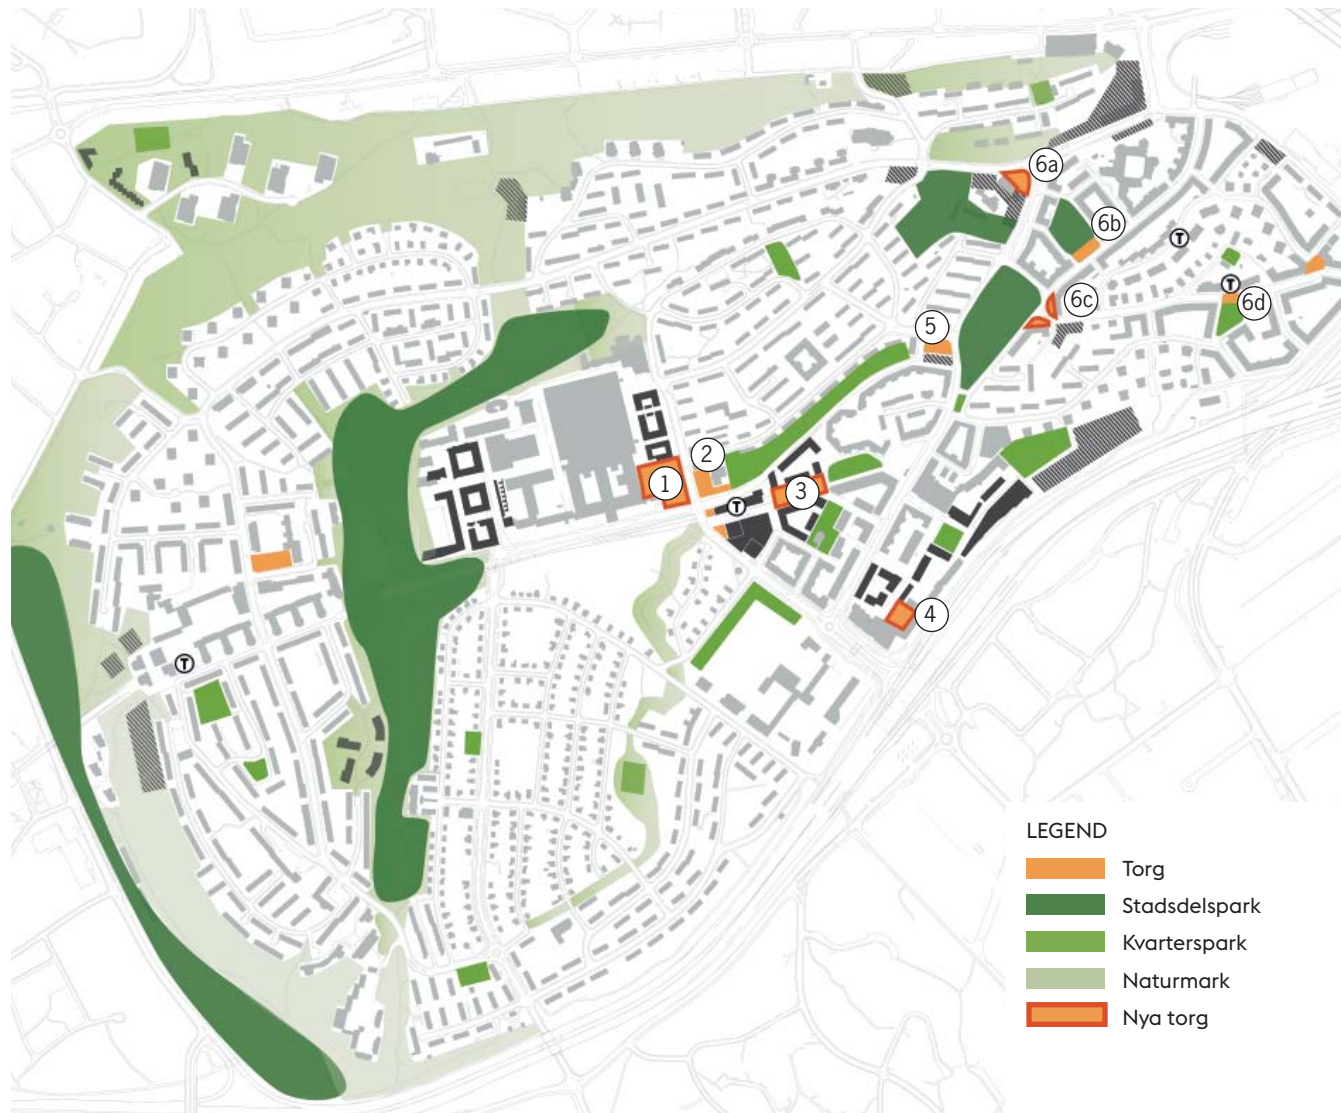 6a
6b
T
T
6d
6c
5
2
1
3
T
4
T
LEGEND
Torg
Stadsdelspark
Kvarterspark
Naturmark
Nya torg